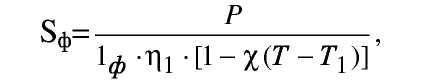 Sф = P / (1ф · η1 · [1 − χ(T − T1)]),